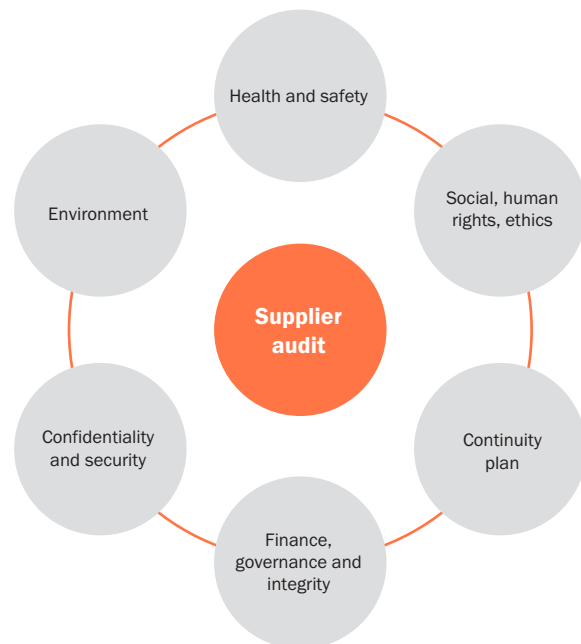 Health and safety
Social, human
rights, ethics
Environment
Supplier
audit
Continuity
plan
Confidentiality
and security
Finance,
governance and
integrity